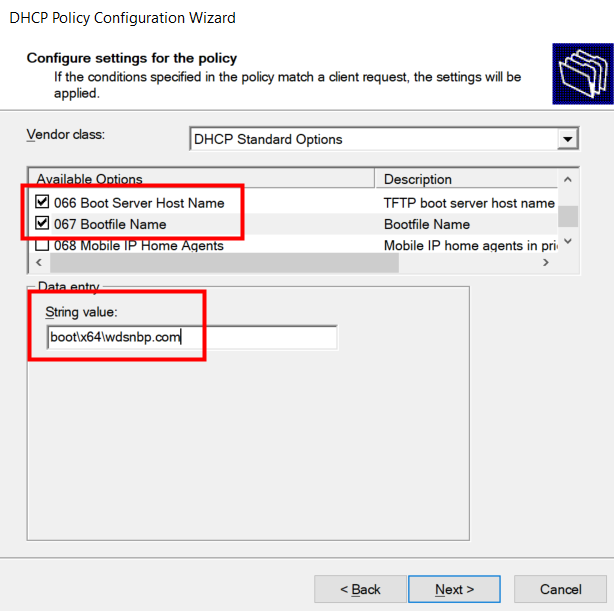 DHCP Policy Configuration Wizard
Configure settings for the policy
If the conditions specified in the policy match a client request, the settings will be
applied.
Vendor class:
DHCP Standard Options
Available Options Description
066 Boot Server Host Name TFTP boot server host name
067 Bootfile Name Bootfile Name
068 Mobile IP Home Agents Mobile IP home agents in pri
Data entry
String value:
boot\x64\wdsnbp.com
< Back Next > Cancel